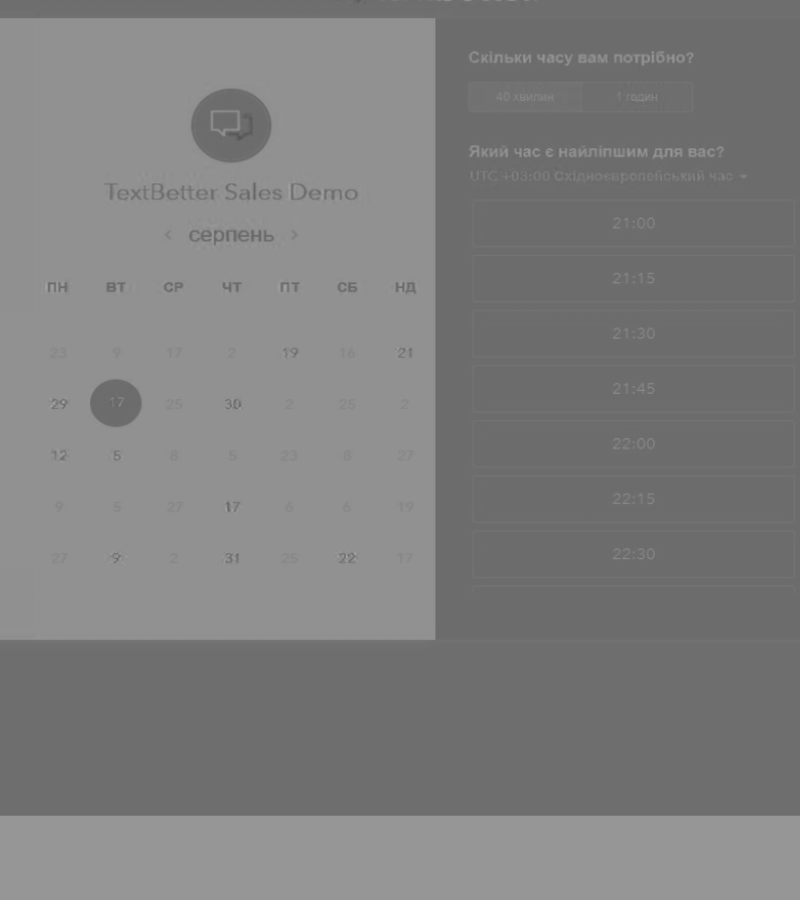 TextBetter Sales Demo
< серпень >
ПН ВТ СР ЧТ ПТ СБ НД
23 9 17 2 19 16 21
29 17 25 30 2 25 2
12 5 8 5 23 8 27
9 5 27 17 6 6 19
27 9 2 31 25 22 17
Скільки часу вам потрібно?
40 хвилин 1 годин
Який час є найліпшим для вас?
UTC +03:00 Східноєвропейський час
21:00
21:15
21:30
21:45
22:00
22:15
22:30